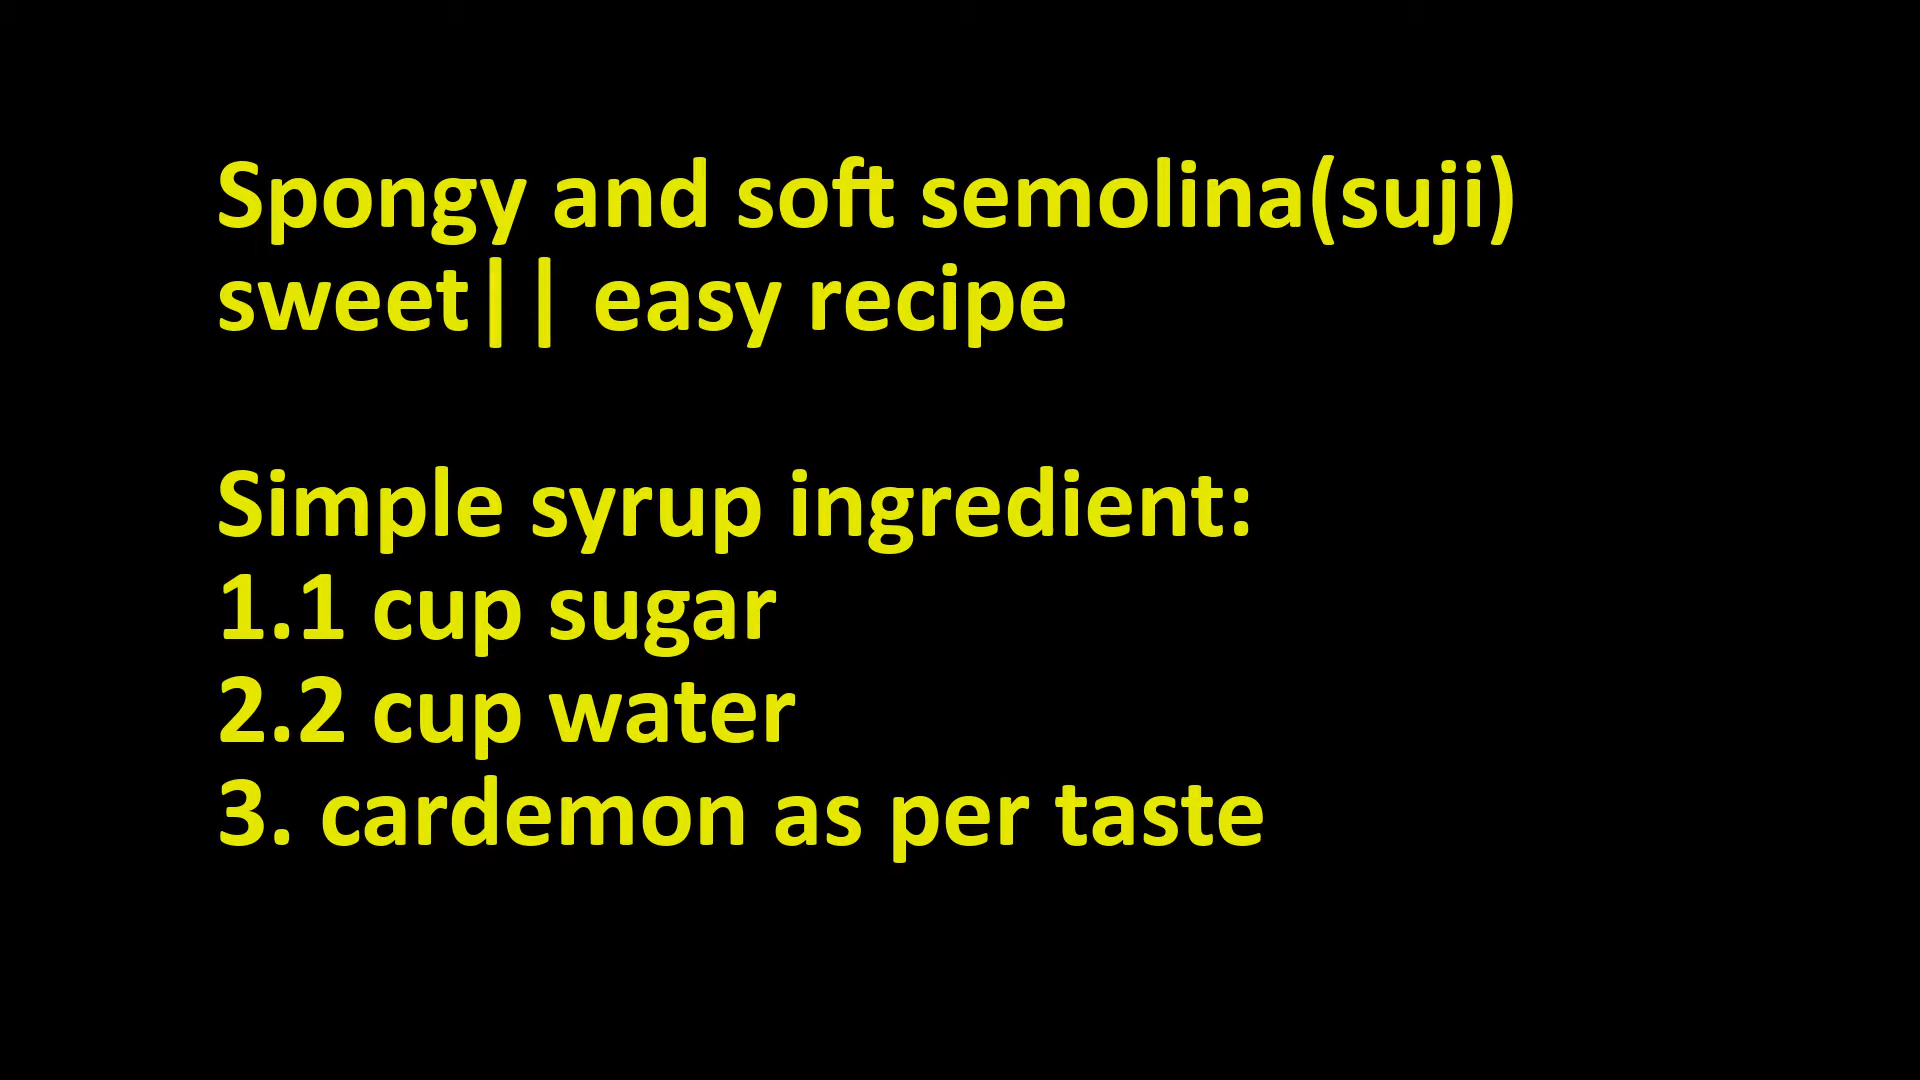 Spongy and soft semolina(suji)
sweet|| easy recipe
Simple syrup ingredient:
1.1 cup sugar
2.2 cup water
3. cardemon as per taste